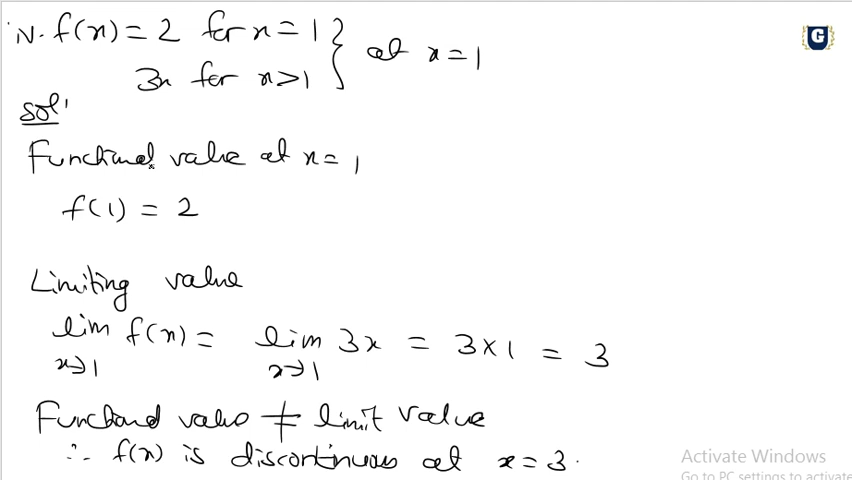 iv. f(x) = 2 for x = 1 } at x = 1
3x for x > 1
solⁿ
Functional value at x = 1
f(1) = 2
Limiting value
lim f(x) = lim 3x = 3 × 1 = 3
x→1 x→1
Functional value ≠ limit value
∴ f(x) is discontinuous at x = 3.
G
Activate Windows
Go to PC settings to activate